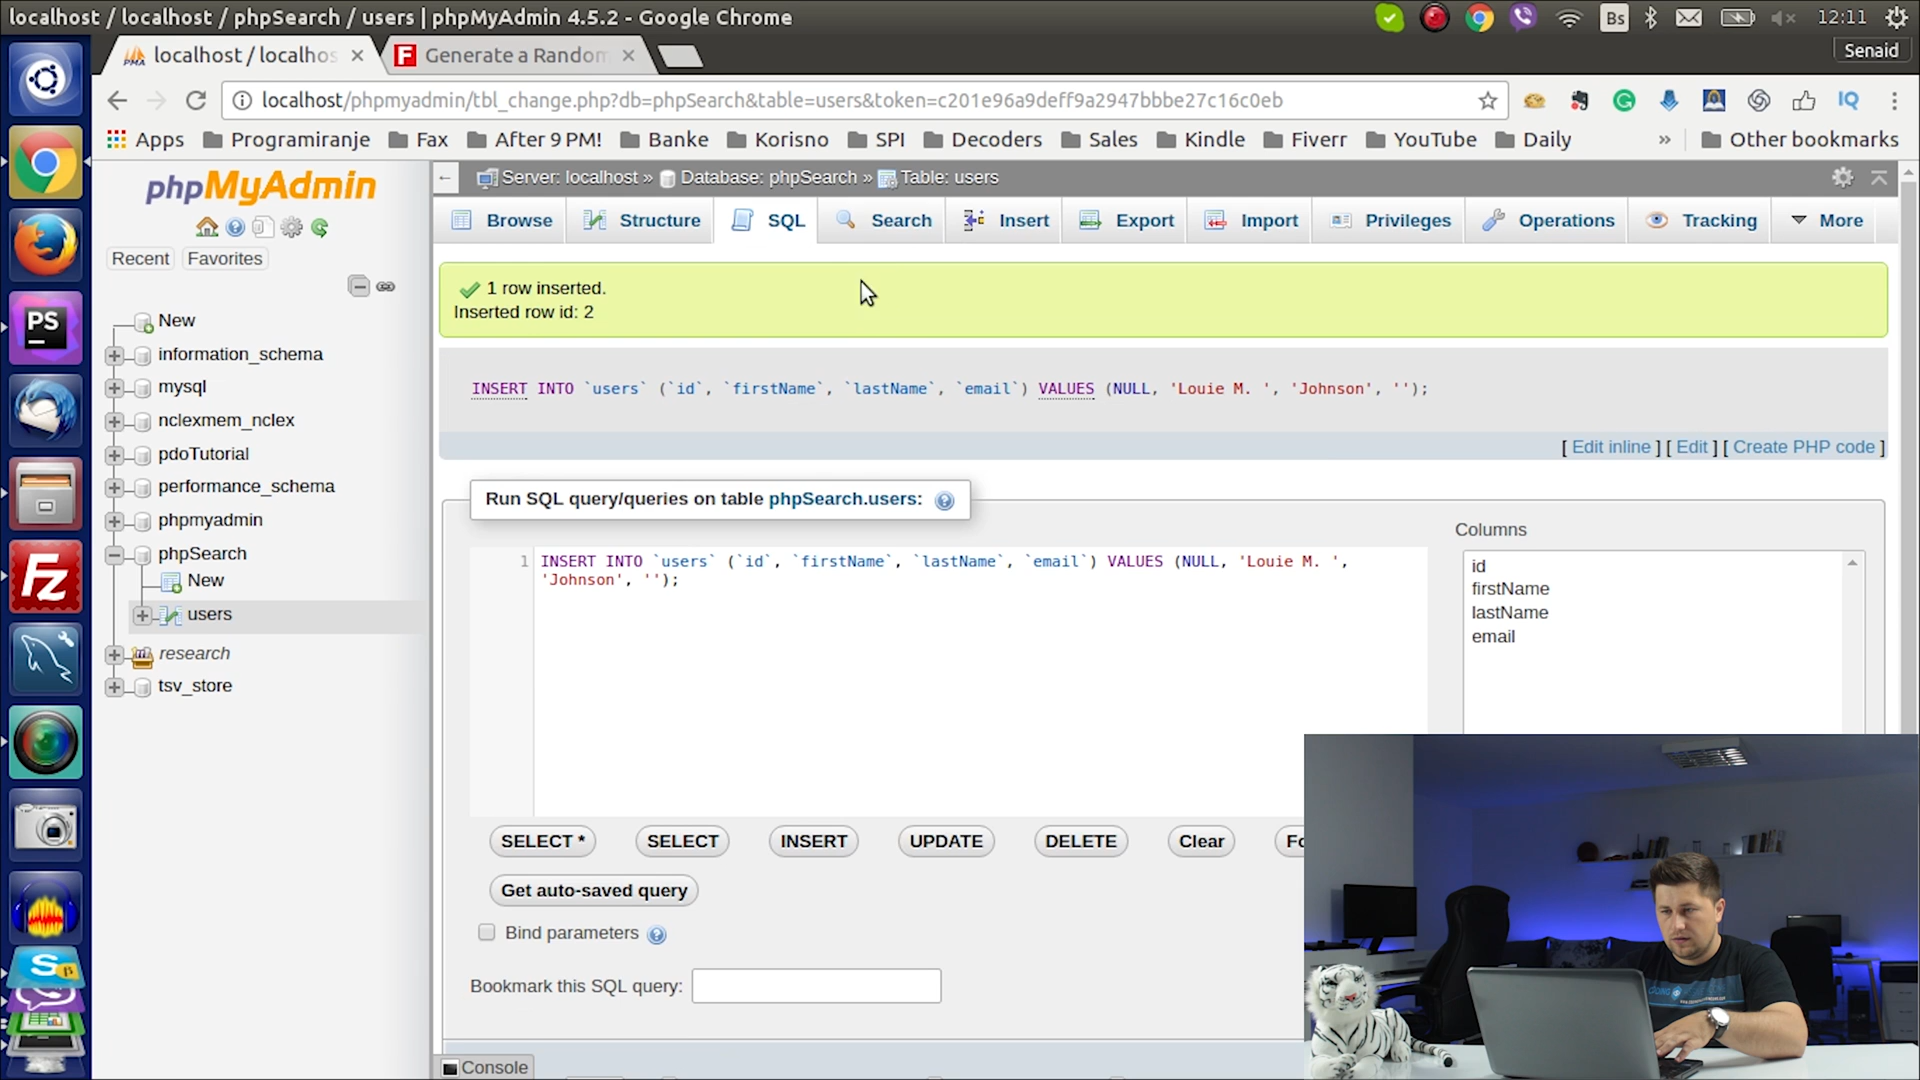 localhost / localhost / phpSearch / users | phpMyAdmin 4.5.2 - Google Chrome
Bs
12:11
localhost / localhos
Generate a Random
Senaid
localhost/phpmyadmin/tbl_change.php?db=phpSearch&table=users&token=c201e96a9deff9a2947bbbe27c16c0eb
IQ
Apps
Programiranje
Fax
After 9 PM!
Banke
Korisno
SPI
Decoders
Sales
Kindle
Fiverr
YouTube
Daily
»
Other bookmarks
phpMyAdmin
Recent
Favorites
New
information_schema
mysql
nclexmem_nclex
pdoTutorial
performance_schema
phpmyadmin
phpSearch
New
users
research
tsv_store
Server: localhost » Database: phpSearch » Table: users
Browse
Structure
SQL
Search
Insert
Export
Import
Privileges
Operations
Tracking
More
1 row inserted.
Inserted row id: 2
INSERT INTO `users` (`id`, `firstName`, `lastName`, `email`) VALUES (NULL, 'Louie M. ', 'Johnson', '');
[ Edit inline ] [ Edit ] [ Create PHP code ]
Run SQL query/queries on table phpSearch.users:
1 INSERT INTO `users` (`id`, `firstName`, `lastName`, `email`) VALUES (NULL, 'Louie M. ',
'Johnson', '');
Columns
id
firstName
lastName
email
SELECT *
SELECT
INSERT
UPDATE
DELETE
Clear
Fo
Get auto-saved query
Bind parameters
Bookmark this SQL query:
Console
PS
Fz